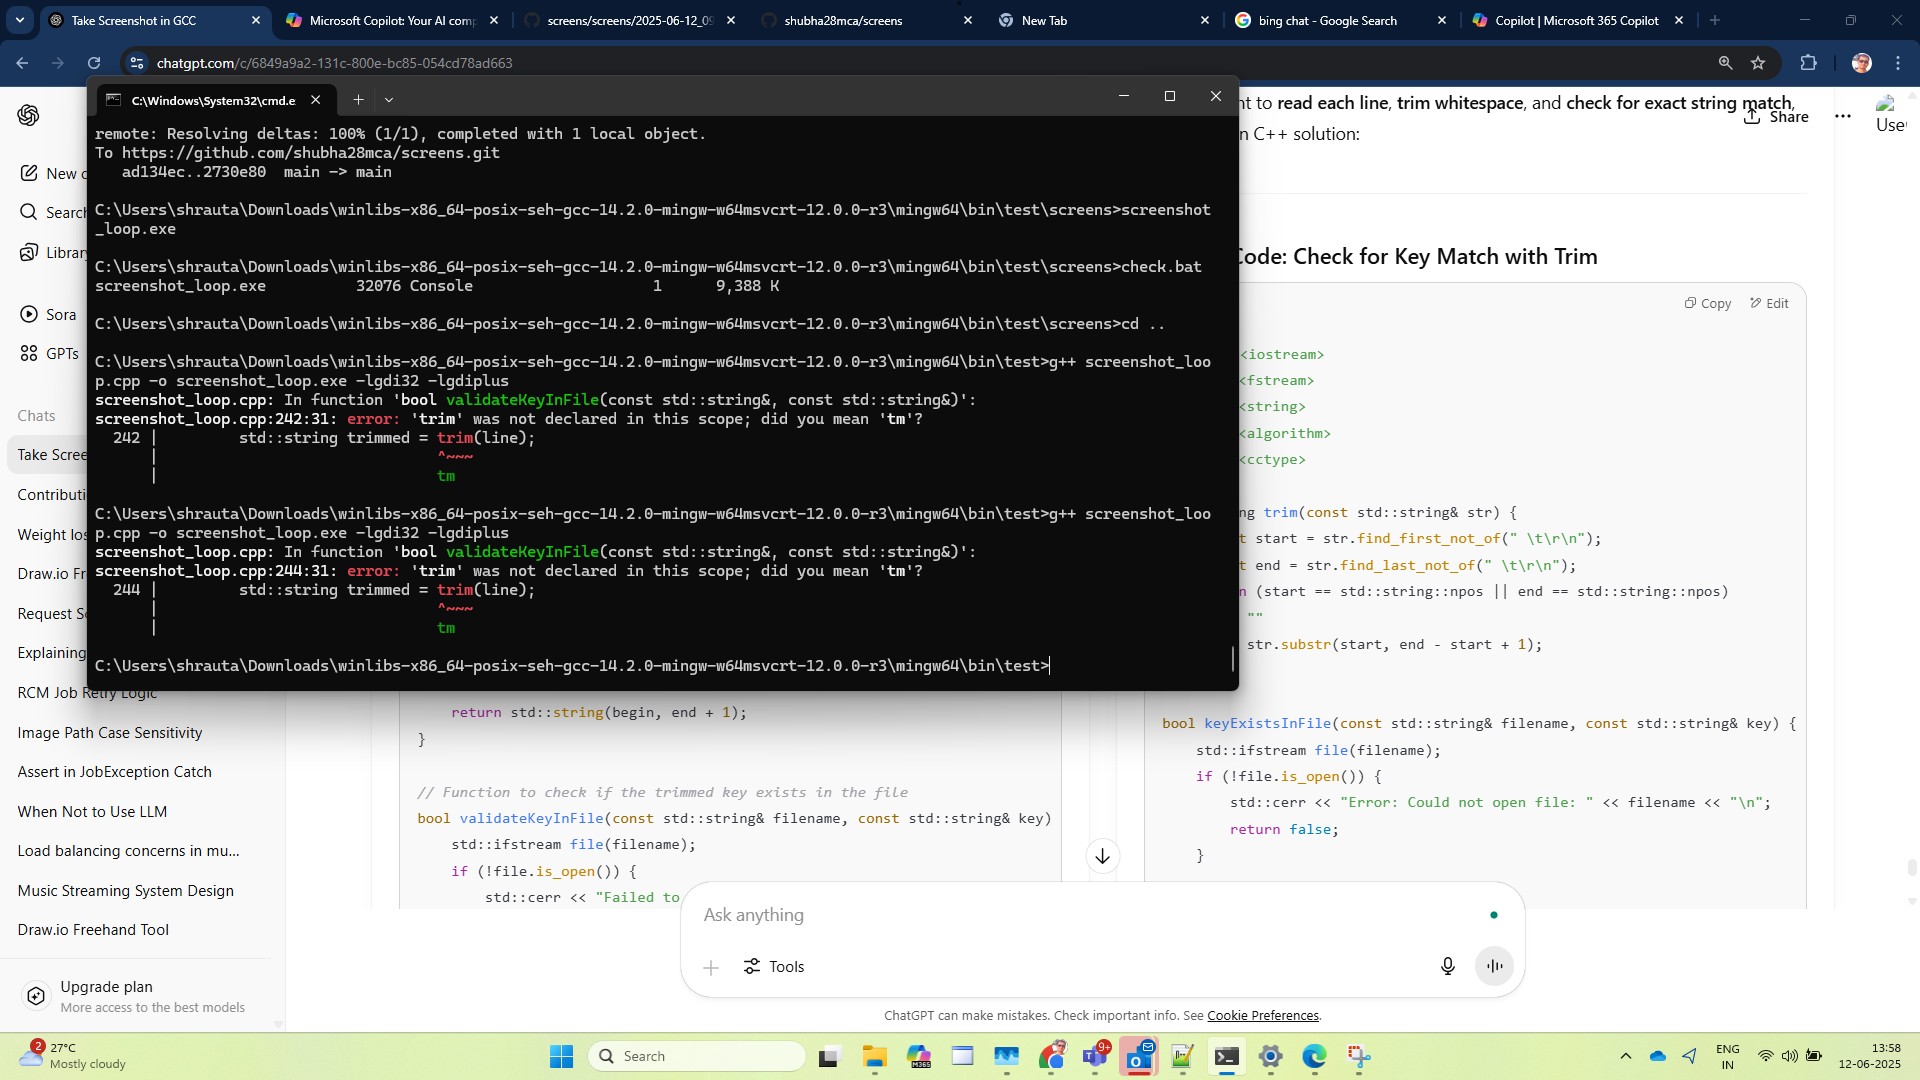 Take Screenshot in GCC
Microsoft Copilot: Your AI comp
screens/screens/2025-06-12_09
shubha28mca/screens
New Tab
bing chat - Google Search
Copilot | Microsoft 365 Copilot
chatgpt.com/c/6849a9a2-131c-800e-bc85-054cd78ad663
C:\Windows\System32\cmd.e
remote: Resolving deltas: 100% (1/1), completed with 1 local object.
To https://github.com/shubha28mca/screens.git
ad134ec..2730e80  main -> main
C:\Users\shrauta\Downloads\winlibs-x86_64-posix-seh-gcc-14.2.0-mingw-w64msvcrt-12.0.0-r3\mingw64\bin\test\screens>screenshot
_loop.exe
C:\Users\shrauta\Downloads\winlibs-x86_64-posix-seh-gcc-14.2.0-mingw-w64msvcrt-12.0.0-r3\mingw64\bin\test\screens>check.bat
screenshot_loop.exe          32076 Console                    1      9,388 K
C:\Users\shrauta\Downloads\winlibs-x86_64-posix-seh-gcc-14.2.0-mingw-w64msvcrt-12.0.0-r3\mingw64\bin\test\screens>cd ..
C:\Users\shrauta\Downloads\winlibs-x86_64-posix-seh-gcc-14.2.0-mingw-w64msvcrt-12.0.0-r3\mingw64\bin\test>g++ screenshot_loo
p.cpp -o screenshot_loop.exe -lgdi32 -lgdiplus
screenshot_loop.cpp: In function 'bool validateKeyInFile(const std::string&, const std::string&)':
screenshot_loop.cpp:242:31: error: 'trim' was not declared in this scope; did you mean 'tm'?
242 |         std::string trimmed = trim(line);
|                               ^~~~
|                               tm
C:\Users\shrauta\Downloads\winlibs-x86_64-posix-seh-gcc-14.2.0-mingw-w64msvcrt-12.0.0-r3\mingw64\bin\test>g++ screenshot_loo
p.cpp -o screenshot_loop.exe -lgdi32 -lgdiplus
screenshot_loop.cpp: In function 'bool validateKeyInFile(const std::string&, const std::string&)':
screenshot_loop.cpp:244:31: error: 'trim' was not declared in this scope; did you mean 'tm'?
244 |         std::string trimmed = trim(line);
|                               ^~~~
|                               tm
C:\Users\shrauta\Downloads\winlibs-x86_64-posix-seh-gcc-14.2.0-mingw-w64msvcrt-12.0.0-r3\mingw64\bin\test>
New c
Search
Library
Sora
GPTs
Chats
Take Scree
Contributi
Weight los
Draw.io Fr
Request So
Explaining
RCM Job Retry Logic
Image Path Case Sensitivity
Assert in JobException Catch
When Not to Use LLM
Load balancing concerns in mu...
Music Streaming System Design
Draw.io Freehand Tool
Upgrade plan
More access to the best models
return std::string(begin, end + 1);
}
// Function to check if the trimmed key exists in the file
bool validateKeyInFile(const std::string& filename, const std::string& key)
std::ifstream file(filename);
if (!file.is_open()) {
std::cerr << "Failed to
nt to read each line, trim whitespace, and check for exact string match,
n C++ solution:
Share
User
Code: Check for Key Match with Trim
Copy
Edit
<iostream>
<fstream>
<string>
<algorithm>
<cctype>
ng trim(const std::string& str) {
t start = str.find_first_not_of(" \t\r\n");
t end = str.find_last_not_of(" \t\r\n");
n (start == std::string::npos || end == std::string::npos)
""
str.substr(start, end - start + 1);
bool keyExistsInFile(const std::string& filename, const std::string& key) {
std::ifstream file(filename);
if (!file.is_open()) {
std::cerr << "Error: Could not open file: " << filename << "\n";
return false;
}
Ask anything
Tools
ChatGPT can make mistakes. Check important info. See Cookie Preferences.
2
27°C
Mostly cloudy
Search
M365
9+
ENG
IN
13:58
12-06-2025